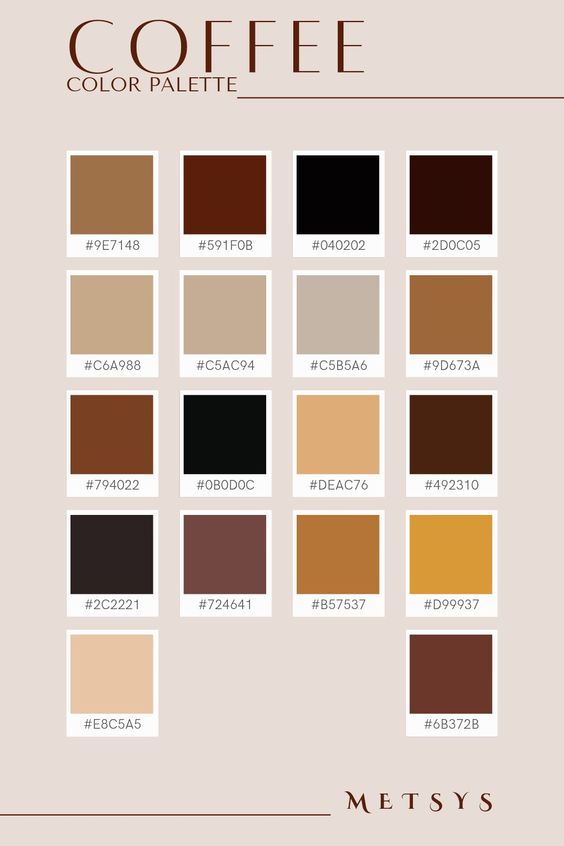 COFFEE
COLOR PALETTE
#9E7148 #591F0B #040202 #2D0C05
#C6A988 #C5AC94 #C5B5A6 #9D673A
#794022 #0B0D0C #DEAC76 #492310
#2C2221 #724641 #B57537 #D99937
#E8C5A5 #6B372B
METSYS